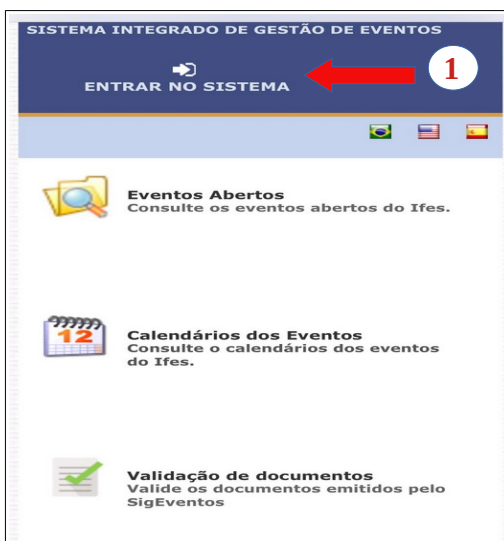 SISTEMA INTEGRADO DE GESTÃO DE EVENTOS
ENTRAR NO SISTEMA
1
Eventos Abertos
Consulte os eventos abertos do Ifes.
12
Calendários dos Eventos
Consulte o calendários dos eventos
do Ifes.
Validação de documentos
Valide os documentos emitidos pelo
SigEventos